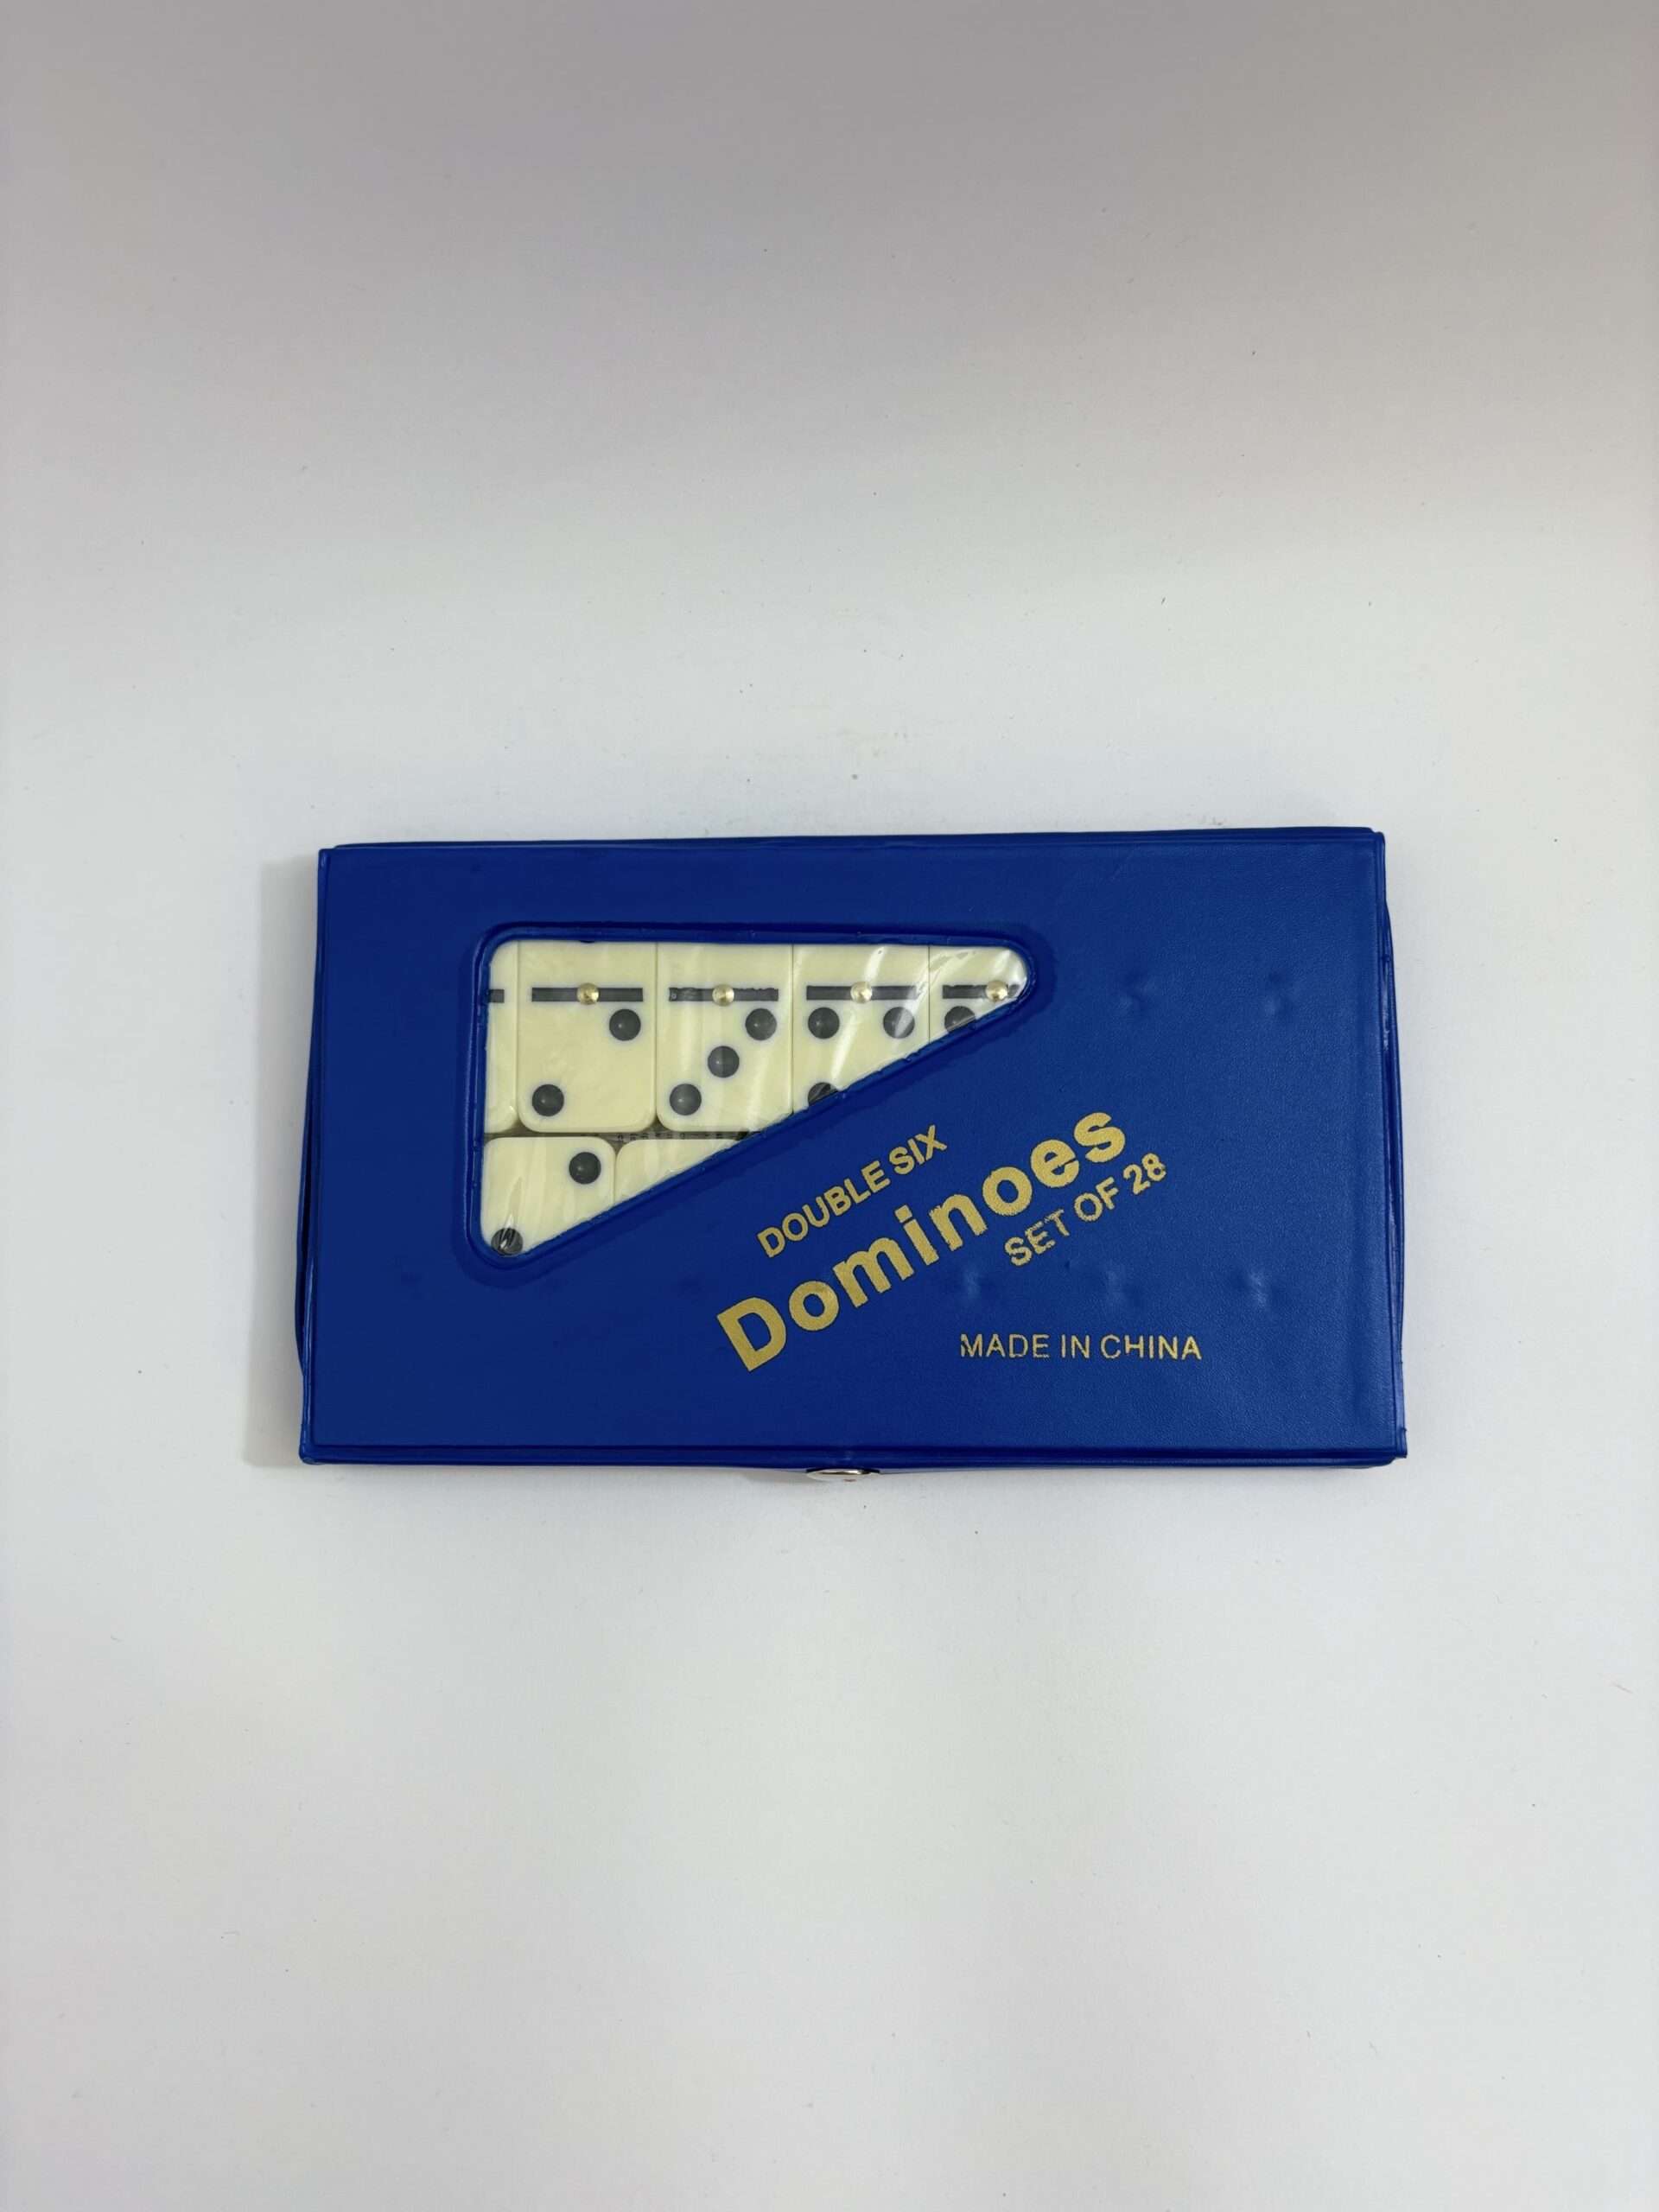 DOUBLE SIX
Dominoes
SET OF 28
MADE IN CHINA